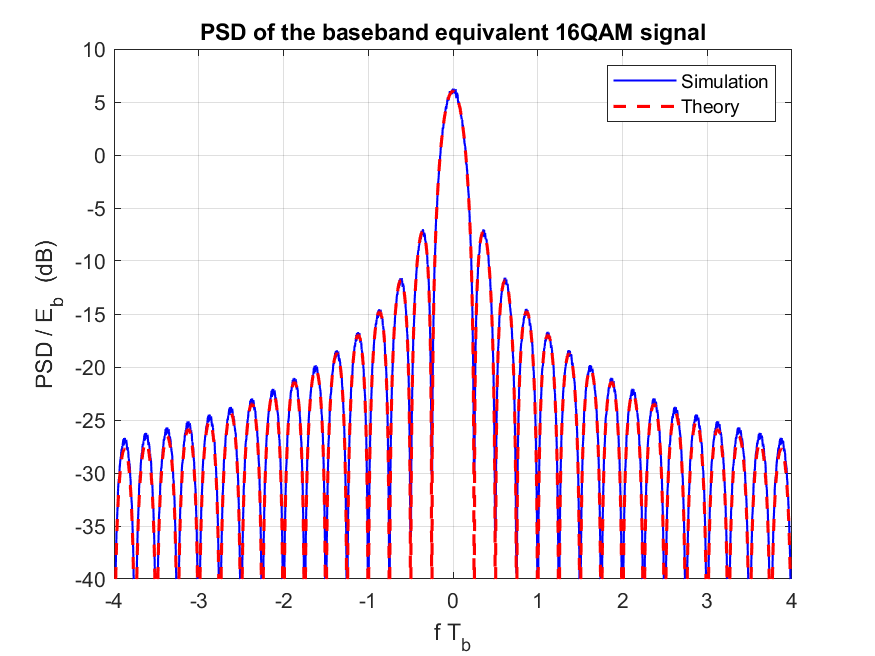 PSD of the baseband equivalent 16QAM signal
10
5
0
-5
-10
-15
-20
-25
-30
-35
-40
PSD / E_b (dB)
Simulation
Theory
-4 -3 -2 -1 0 1 2 3 4
f T_b